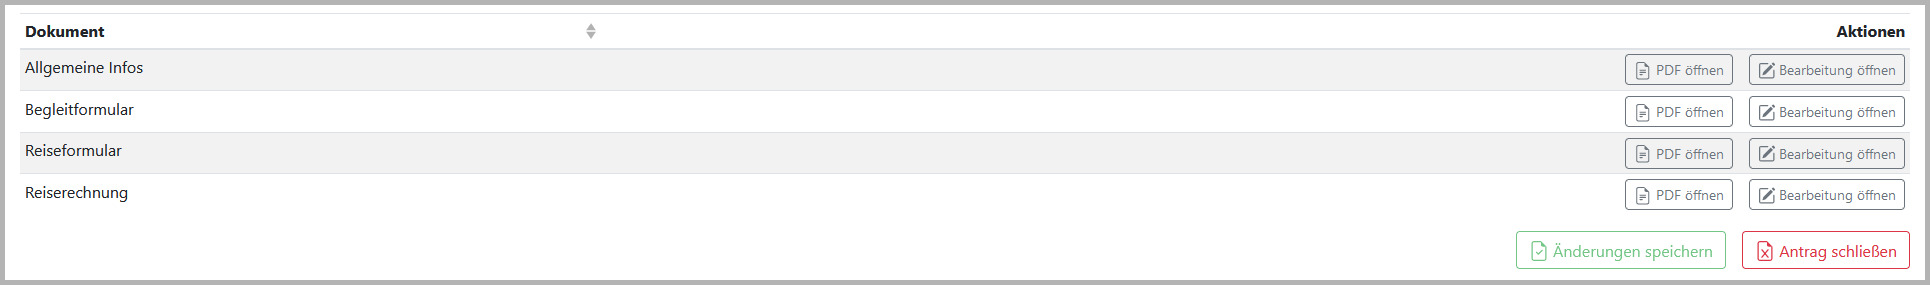 Dokument Aktionen
Allgemeine Infos PDF öffnen Bearbeitung öffnen
Begleitformular PDF öffnen Bearbeitung öffnen
Reiseformular PDF öffnen Bearbeitung öffnen
Reiserechnung PDF öffnen Bearbeitung öffnen
Änderungen speichern Antrag schließen